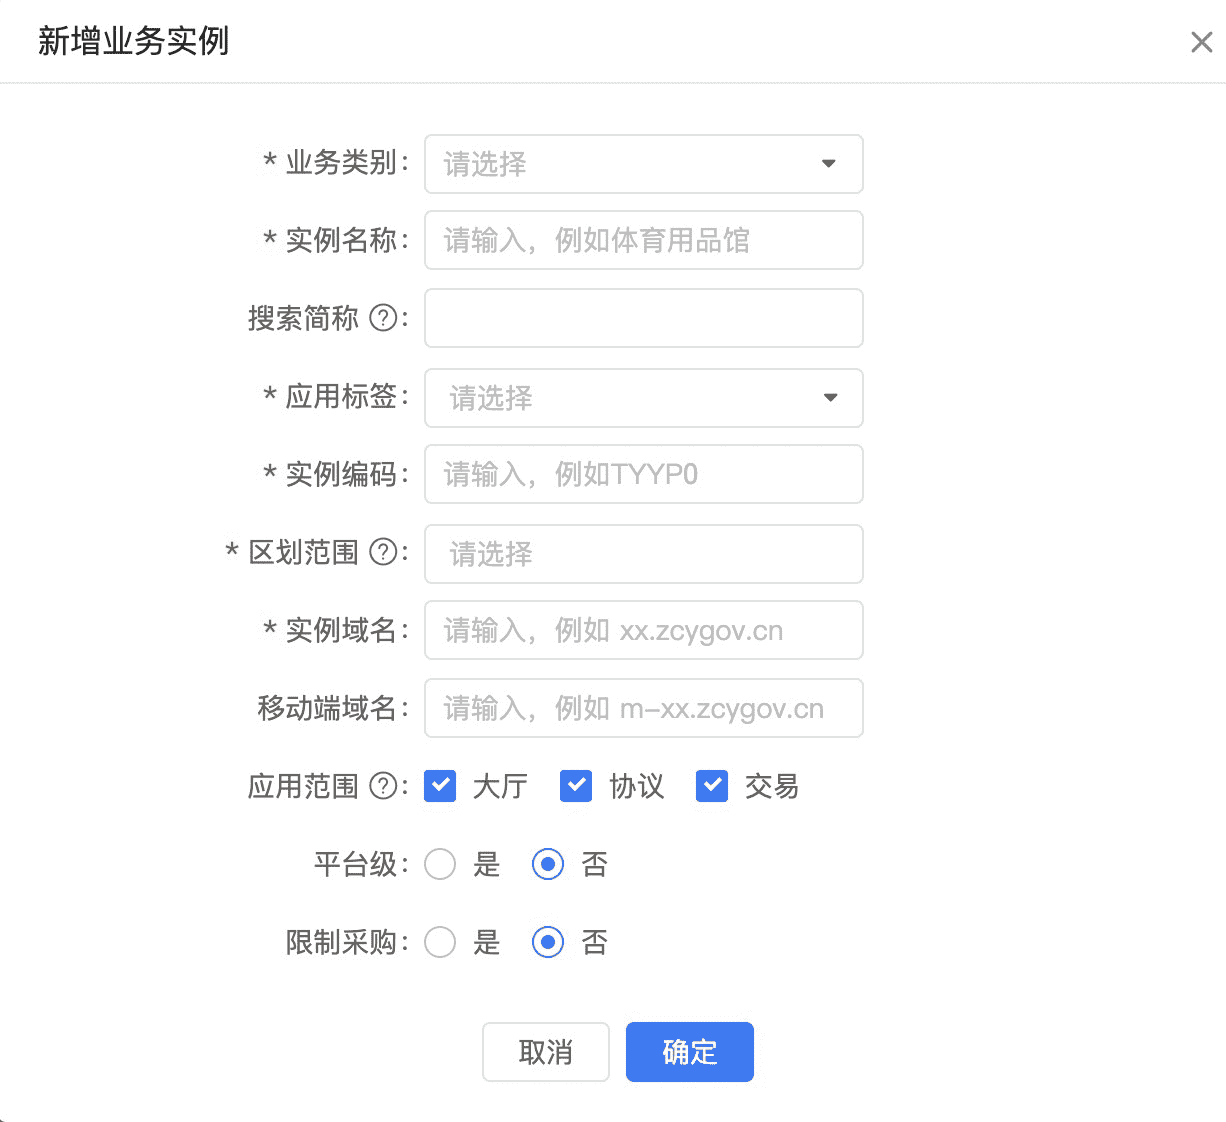 新增业务实例
* 业务类别: 请选择
* 实例名称: 请输入，例如体育用品馆
搜索简称 ?:
* 应用标签: 请选择
* 实例编码: 请输入，例如TYYP0
* 区划范围 ?: 请选择
* 实例域名: 请输入，例如 xx.zcygov.cn
移动端域名: 请输入，例如 m-xx.zcygov.cn
应用范围 ?: 大厅 协议 交易
平台级: 是 否
限制采购: 是 否
取消 确定